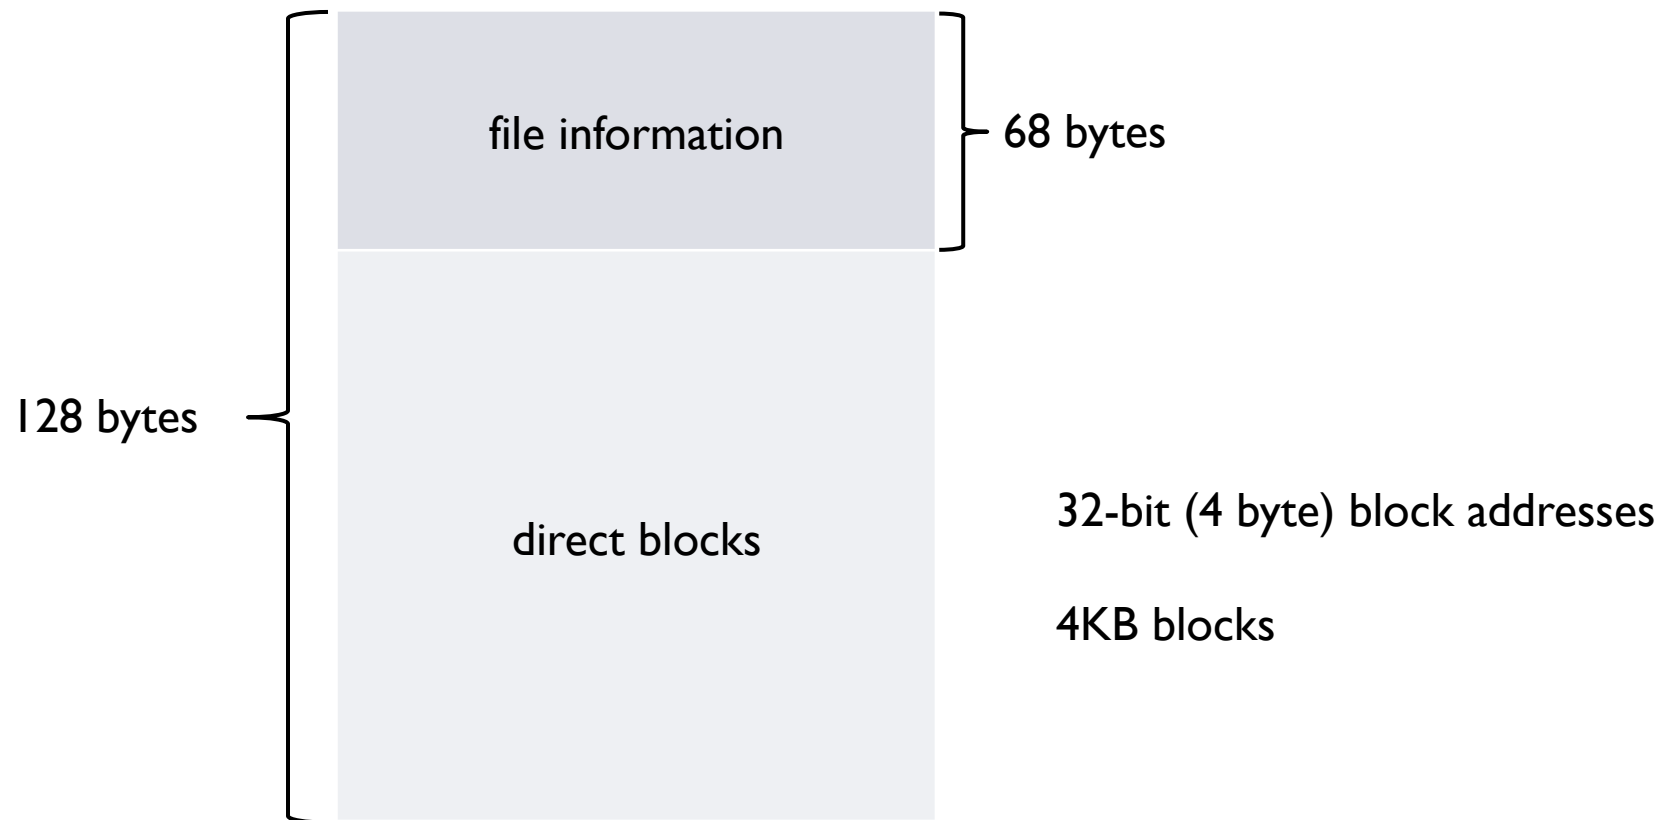 file information
68 bytes
128 bytes
32-bit (4 byte) block addresses
direct blocks
4KB blocks